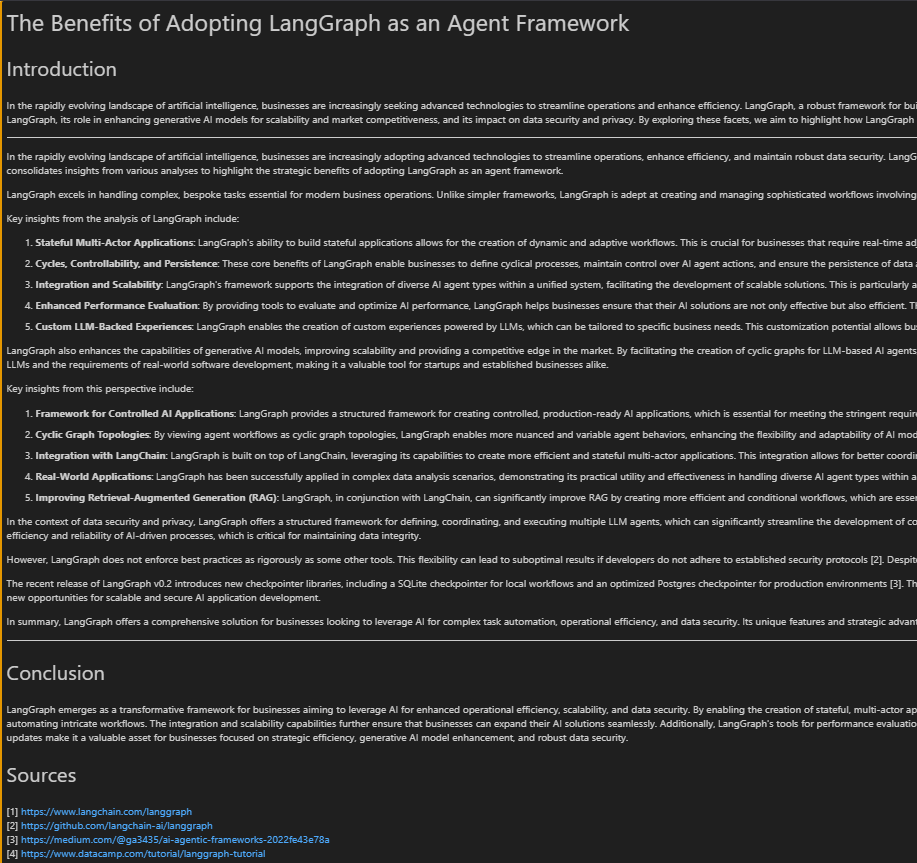 The Benefits of Adopting LangGraph as an Agent Framework
Introduction
In the rapidly evolving landscape of artificial intelligence, businesses are increasingly seeking advanced technologies to streamline operations and enhance efficiency. LangGraph, a robust framework for
LangGraph, its role in enhancing generative AI models for scalability and market competitiveness, and its impact on data security and privacy. By exploring these facets, we aim to highlight how LangGraph
In the rapidly evolving landscape of artificial intelligence, businesses are increasingly adopting advanced technologies to streamline operations, enhance efficiency, and maintain robust data security. LangG
consolidates insights from various analyses to highlight the strategic benefits of adopting LangGraph as an agent framework.
LangGraph excels in handling complex, bespoke tasks essential for modern business operations. Unlike simpler frameworks, LangGraph is adept at creating and managing sophisticated workflows involving
Key insights from the analysis of LangGraph include:
1. Stateful Multi-Actor Applications: LangGraph's ability to build stateful applications allows for the creation of dynamic and adaptive workflows. This is crucial for businesses that require real-time
2. Cycles, Controllability, and Persistence: These core benefits of LangGraph enable businesses to define cyclical processes, maintain control over AI agent actions, and ensure the persistence of data
3. Integration and Scalability: LangGraph's framework supports the integration of diverse AI agent types within a unified system, facilitating the development of scalable solutions. This is particularly a
4. Enhanced Performance Evaluation: By providing tools to evaluate and optimize AI performance, LangGraph helps businesses ensure that their AI solutions are not only effective but also efficient.
5. Custom LLM-Backed Experiences: LangGraph enables the creation of custom experiences powered by LLMs, which can be tailored to specific business needs. This customization potential allows
LangGraph also enhances the capabilities of generative AI models, improving scalability and providing a competitive edge in the market. By facilitating the creation of cyclic graphs for LLM-based AI agents
LLMs and the requirements of real-world software development, making it a valuable tool for startups and established businesses alike.
Key insights from this perspective include:
1. Framework for Controlled AI Applications: LangGraph provides a structured framework for creating controlled, production-ready AI applications, which is essential for meeting the stringent requir
2. Cyclic Graph Topologies: By viewing agent workflows as cyclic graph topologies, LangGraph enables more nuanced and variable agent behaviors, enhancing the flexibility and adaptability of AI mod
3. Integration with LangChain: LangGraph is built on top of LangChain, leveraging its capabilities to create more efficient and stateful multi-actor applications. This integration allows for better coordi
4. Real-World Applications: LangGraph has been successfully applied in complex data analysis scenarios, demonstrating its practical utility and effectiveness in handling diverse AI agent types within a
5. Improving Retrieval-Augmented Generation (RAG): LangGraph, in conjunction with LangChain, can significantly improve RAG by creating more efficient and conditional workflows, which are esse
In the context of data security and privacy, LangGraph offers a structured framework for defining, coordinating, and executing multiple LLM agents, which can significantly streamline the development of co
efficiency and reliability of AI-driven processes, which is critical for maintaining data integrity.
However, LangGraph does not enforce best practices as rigorously as some other tools. This flexibility can lead to suboptimal results if developers do not adhere to established security protocols [2]. Despit
The recent release of LangGraph v0.2 introduces new checkpointer libraries, including a SQLite checkpointer for local workflows and an optimized Postgres checkpointer for production environments [3]. Th
new opportunities for scalable and secure AI application development.
In summary, LangGraph offers a comprehensive solution for businesses looking to leverage AI for complex task automation, operational efficiency, and data security. Its unique features and strategic advant
Conclusion
LangGraph emerges as a transformative framework for businesses aiming to leverage AI for enhanced operational efficiency, scalability, and data security. By enabling the creation of stateful, multi-actor ap
automating intricate workflows. The integration and scalability capabilities further ensure that businesses can expand their AI solutions seamlessly. Additionally, LangGraph's tools for performance evaluatio
updates make it a valuable asset for businesses focused on strategic efficiency, generative AI model enhancement, and robust data security.
Sources
[1] https://www.langchain.com/langgraph
[2] https://github.com/langchain-ai/langgraph
[3] https://medium.com/@ga3435/ai-agentic-frameworks-2022fe43e78a
[4] https://www.datacamp.com/tutorial/langgraph-tutorial